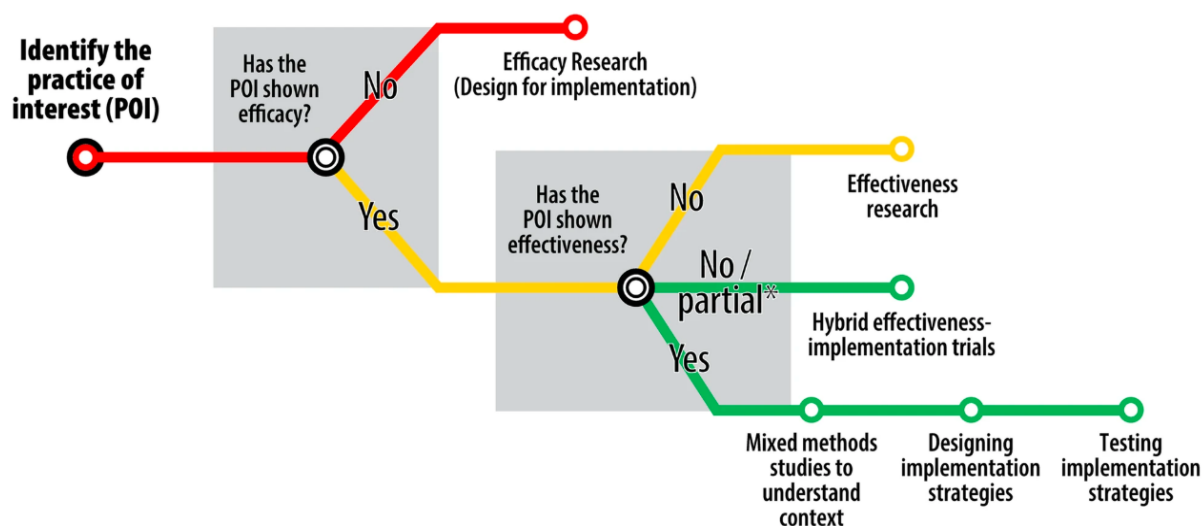 Identify the
practice of
interest (POI)
Has the
POI shown
efficacy?
No
Yes
Efficacy Research
(Design for implementation)
Has the
POI shown
effectiveness?
No
No /
partial*
Yes
Effectiveness
research
Hybrid effectiveness-
implementation trials
Mixed methods
studies to
understand
context
Designing
implementation
strategies
Testing
implementation
strategies